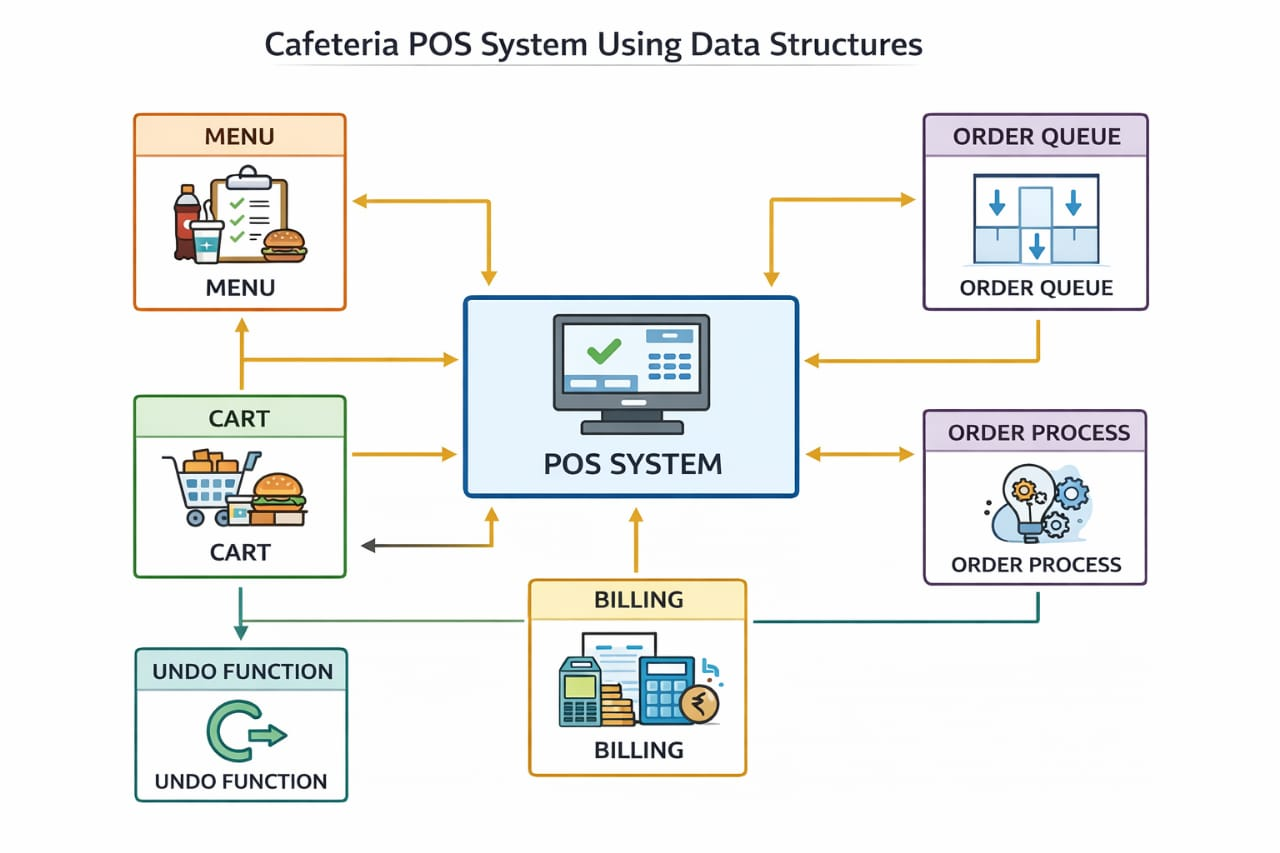 Cafeteria POS System Using Data Structures
MENU
MENU
ORDER QUEUE
ORDER QUEUE
POS SYSTEM
CART
CART
ORDER PROCESS
ORDER PROCESS
BILLING
₹
BILLING
UNDO FUNCTION
UNDO FUNCTION